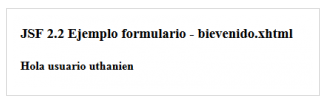 JSF 2.2 Ejemplo formulario - bievenido.xhtml
Hola usuario uthanien